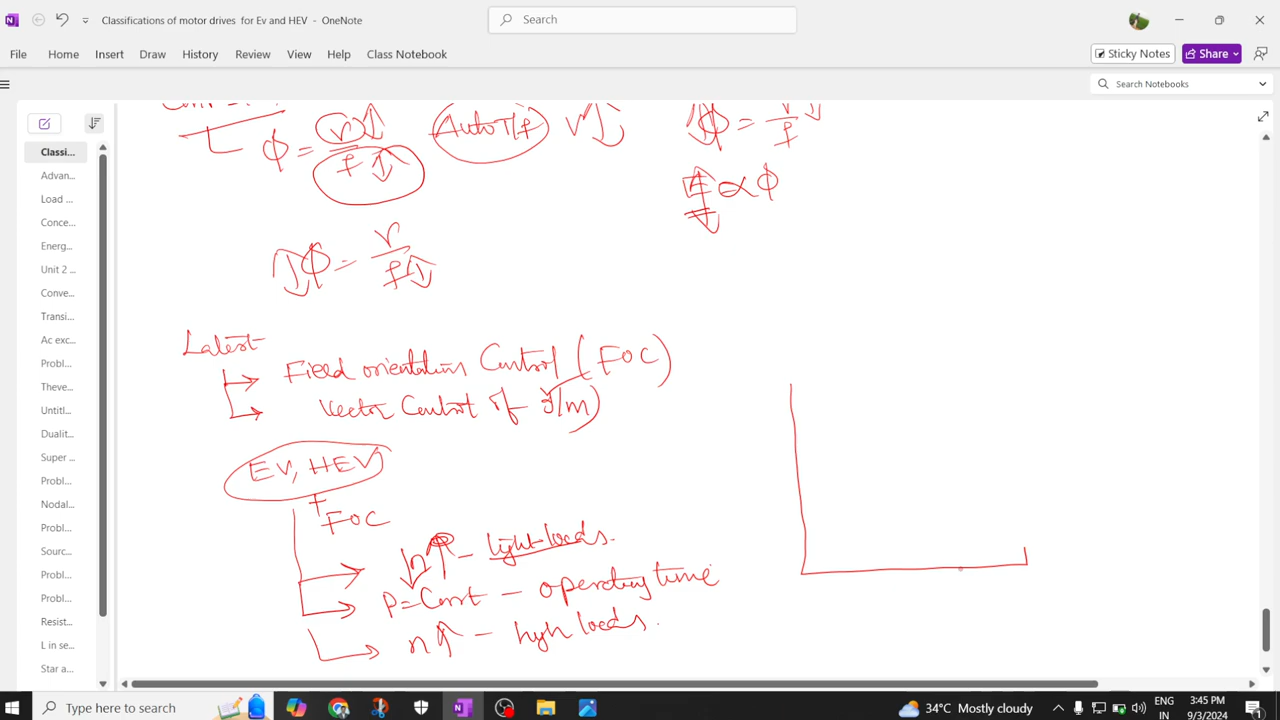 Classifications of motor drives for Ev and HEV - OneNote
Search
File Home Insert Draw History Review View Help Class Notebook
Sticky Notes
Share
Search Notebooks
Classi...
Advan...
Load ...
Conce...
Energ...
Unit 2 ...
Conve...
Transi...
Ac exc...
Probl...
Theve...
Untitl...
Dualit...
Super ...
Probl...
Nodal...
Probl...
Sourc...
Probl...
Probl...
Resist...
L in se...
Star a...
ϕ = v↑ / f↑
Auto T/f V↓
↓ϕ = v↓ / f
∝ ϕ
↓ϕ = v / f↑
Latest
→ Field orientation Control (FOC)
→ Vector Control of
EV, HEV
+
FOC
η↑ – light loads.
P = Const – operating time
η↑ – high loads.
Type here to search
34°C Mostly cloudy
ENG
IN
3:45 PM
9/3/2024